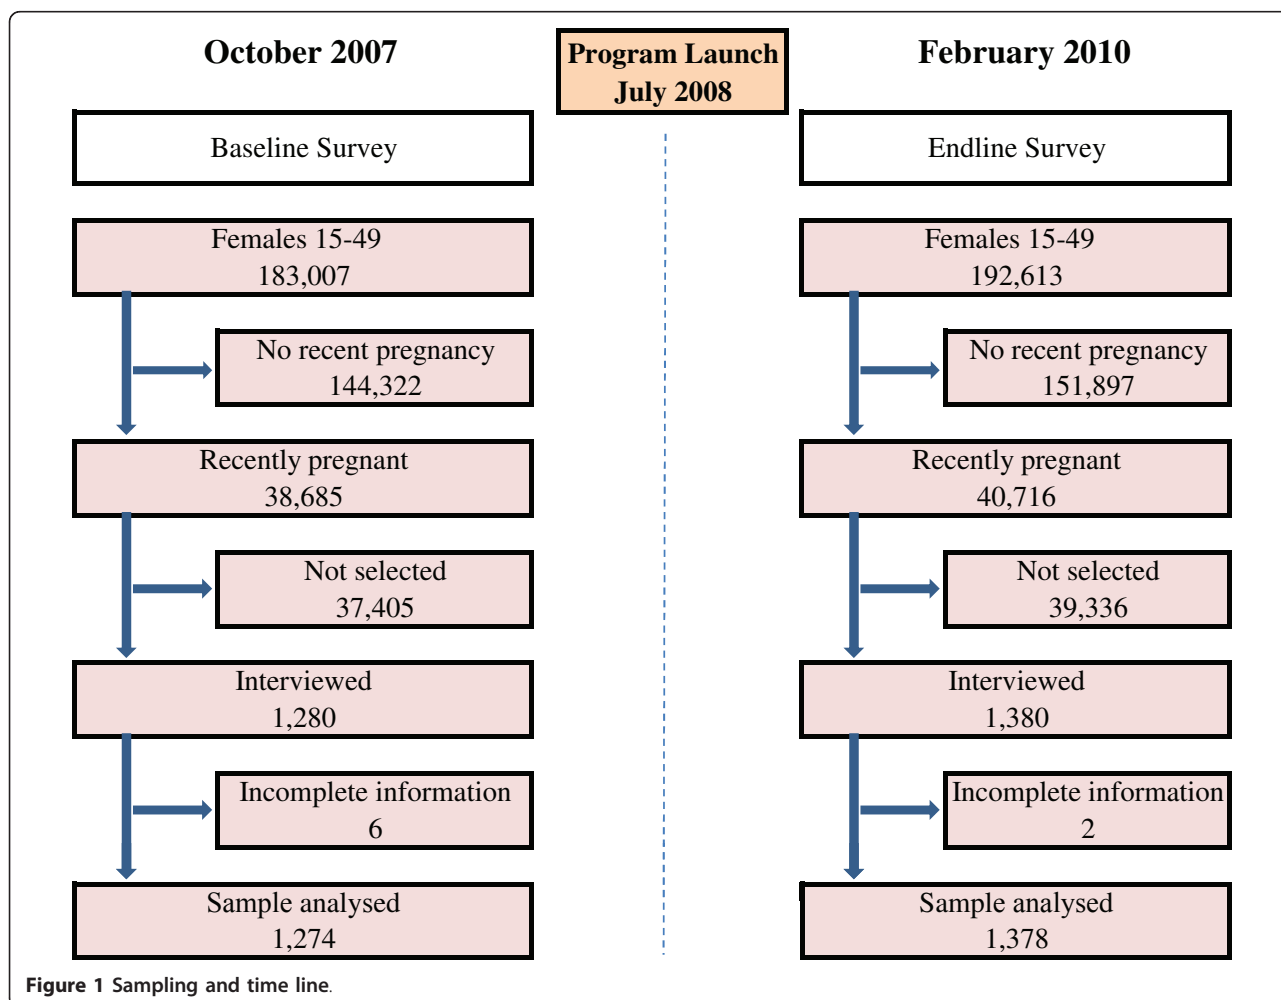 October 2007
Program Launch
July 2008
February 2010
Baseline Survey
Females 15-49
183,007
No recent pregnancy
144,322
Recently pregnant
38,685
Not selected
37,405
Interviewed
1,280
Incomplete information
6
Sample analysed
1,274
Endline Survey
Females 15-49
192,613
No recent pregnancy
151,897
Recently pregnant
40,716
Not selected
39,336
Interviewed
1,380
Incomplete information
2
Sample analysed
1,378
Figure 1 Sampling and time line.